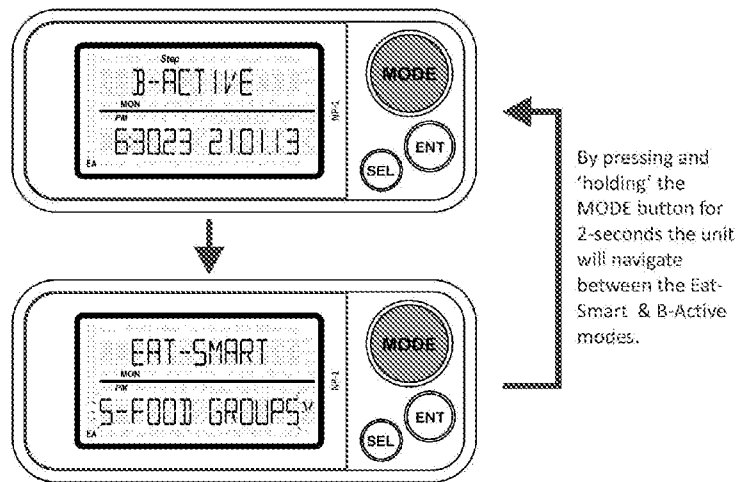 Step
B-ACTIVE
MON
PM
63023 21.01.13
EA
NP-2
MODE
ENT
SEL
By pressing and
'holding' the
MODE button for
2-seconds the unit
will navigate
between the Eat-
Smart & B-Active
modes.
EAT-SMART
MON
PM
5-FOOD GROUPS
EA
NP-2
MODE
ENT
SEL